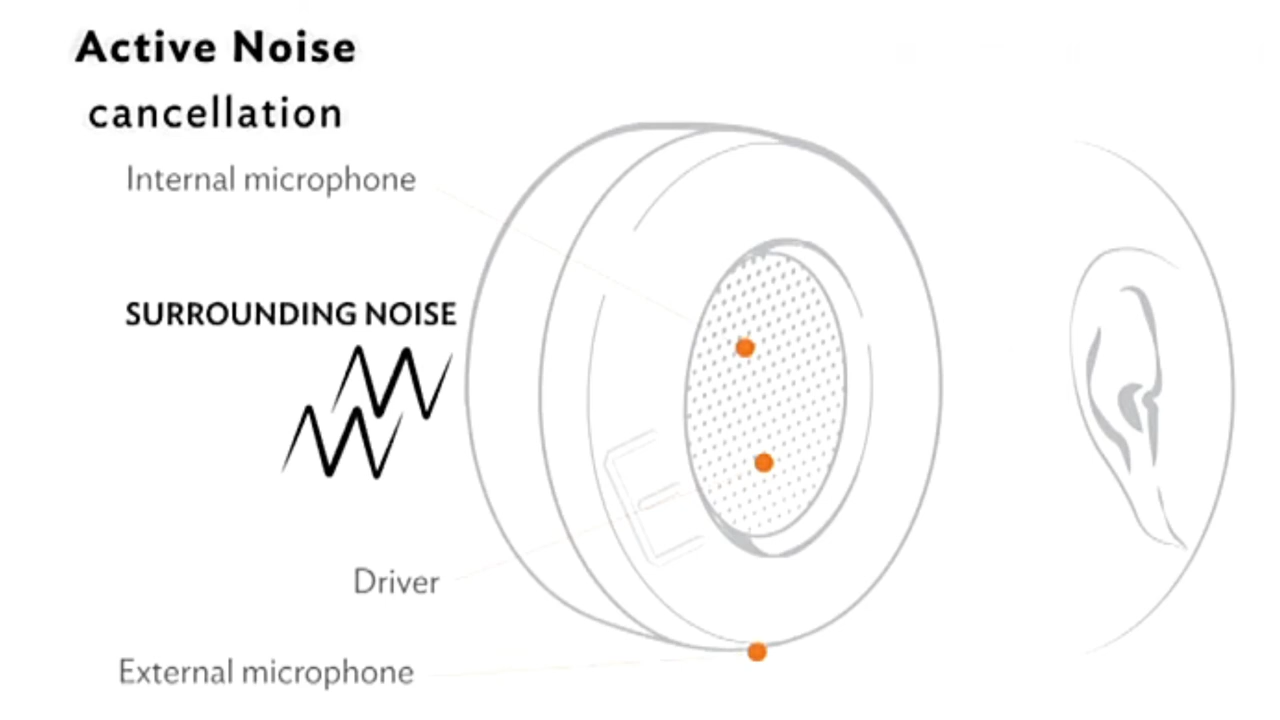 Active Noise
cancellation
Internal microphone
SURROUNDING NOISE
Driver
External microphone